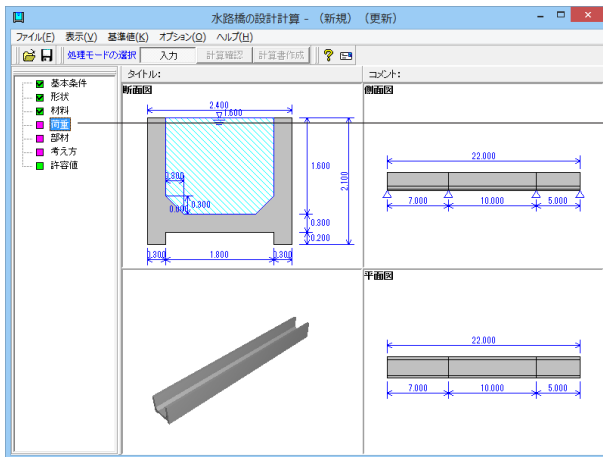 水路橋の設計計算 - （新規）（更新）
ファイル(F) 表示(V) 基準値(K) オプション(O) ヘルプ(H)
処理モードの選択 入力 計算確認 計算書作成
タイトル: コメント:
基本条件
形状
材料
荷重
部材
考え方
許容値
断面図
2.400
1.600
0.300
0.300
1.600
2.100
0.300
0.200
0.300 1.800 0.300
側面図
22.000
7.000 10.000 5.000
平面図
22.000
7.000 10.000 5.000